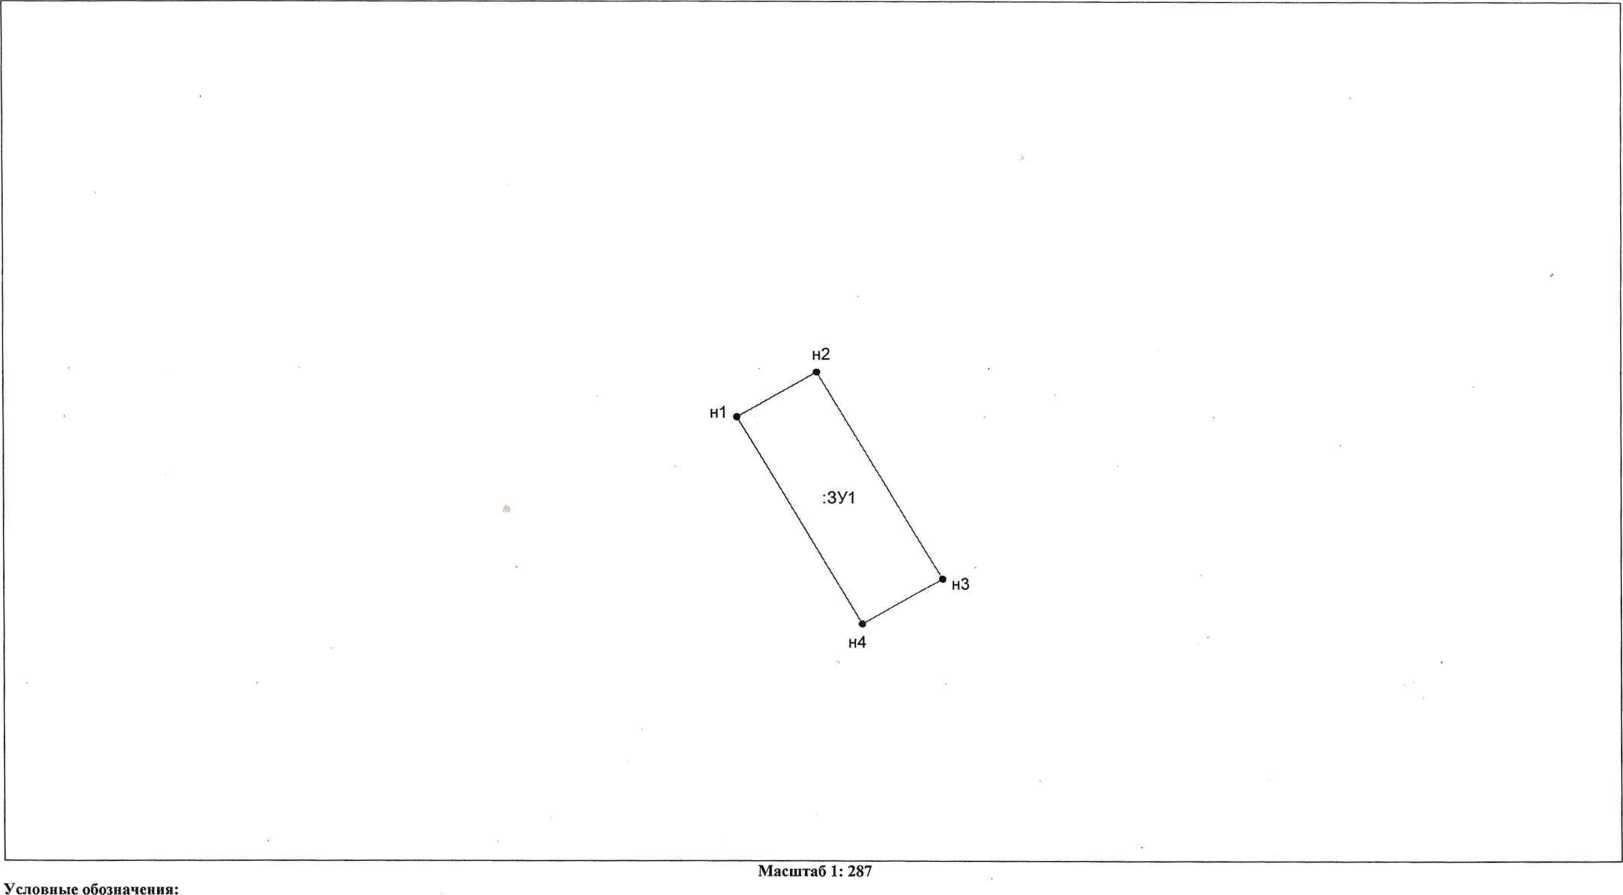 н2
н1
:ЗУ1
н3
н4
Масштаб 1: 287
Условные обозначения: